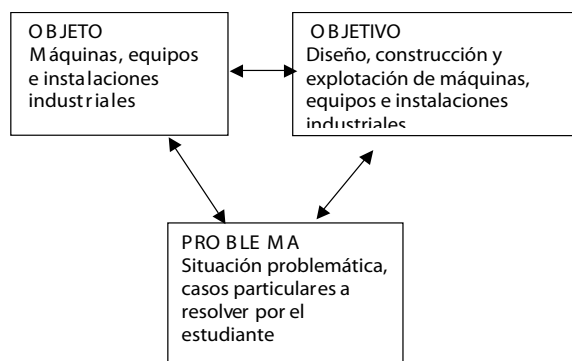 OBJETO
Máquinas, equipos
e instalaciones
industriales
OBJETIVO
Diseño, construcción y
explotación de máquinas,
equipos e instalaciones
industriales
PROBLEMA
Situación problemática,
casos particulares a
resolver por el
estudiante